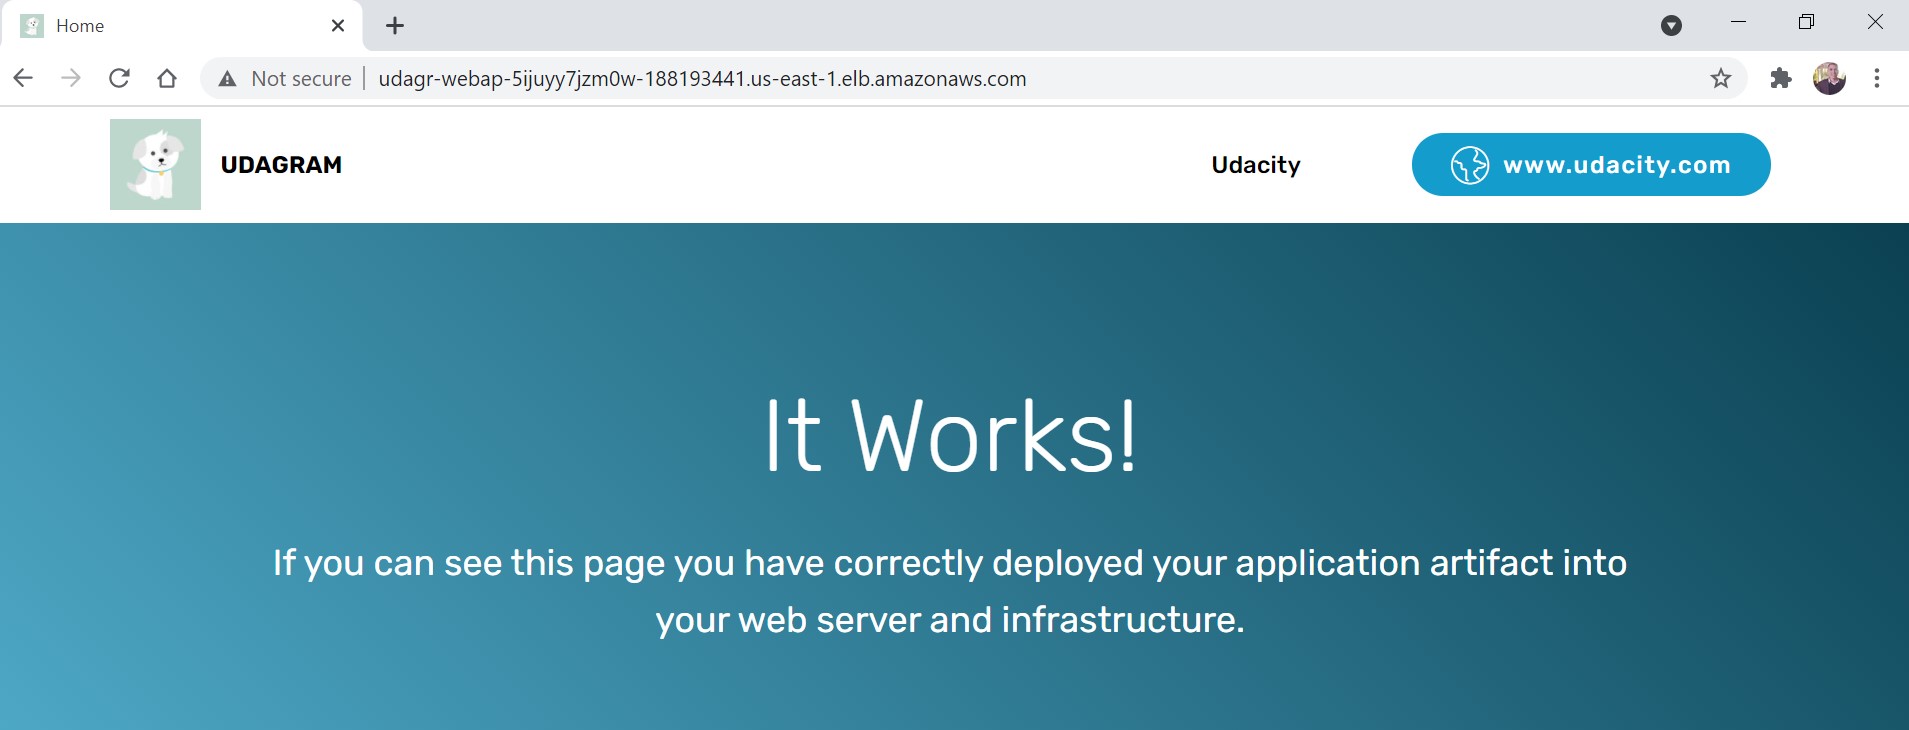 Home
Not secure
udagr-webap-5ijuyy7jzm0w-188193441.us-east-1.elb.amazonaws.com
UDAGRAM
Udacity
www.udacity.com
It Works!
If you can see this page you have correctly deployed your application artifact into
your web server and infrastructure.